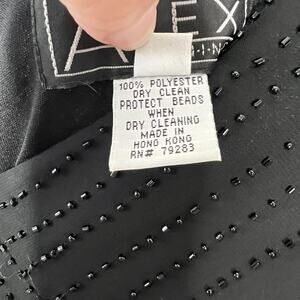 100% POLYESTER
DRY CLEAN
PROTECT BEADS
WHEN
DRY CLEANING
MADE IN
HONG KONG
RN# 79283